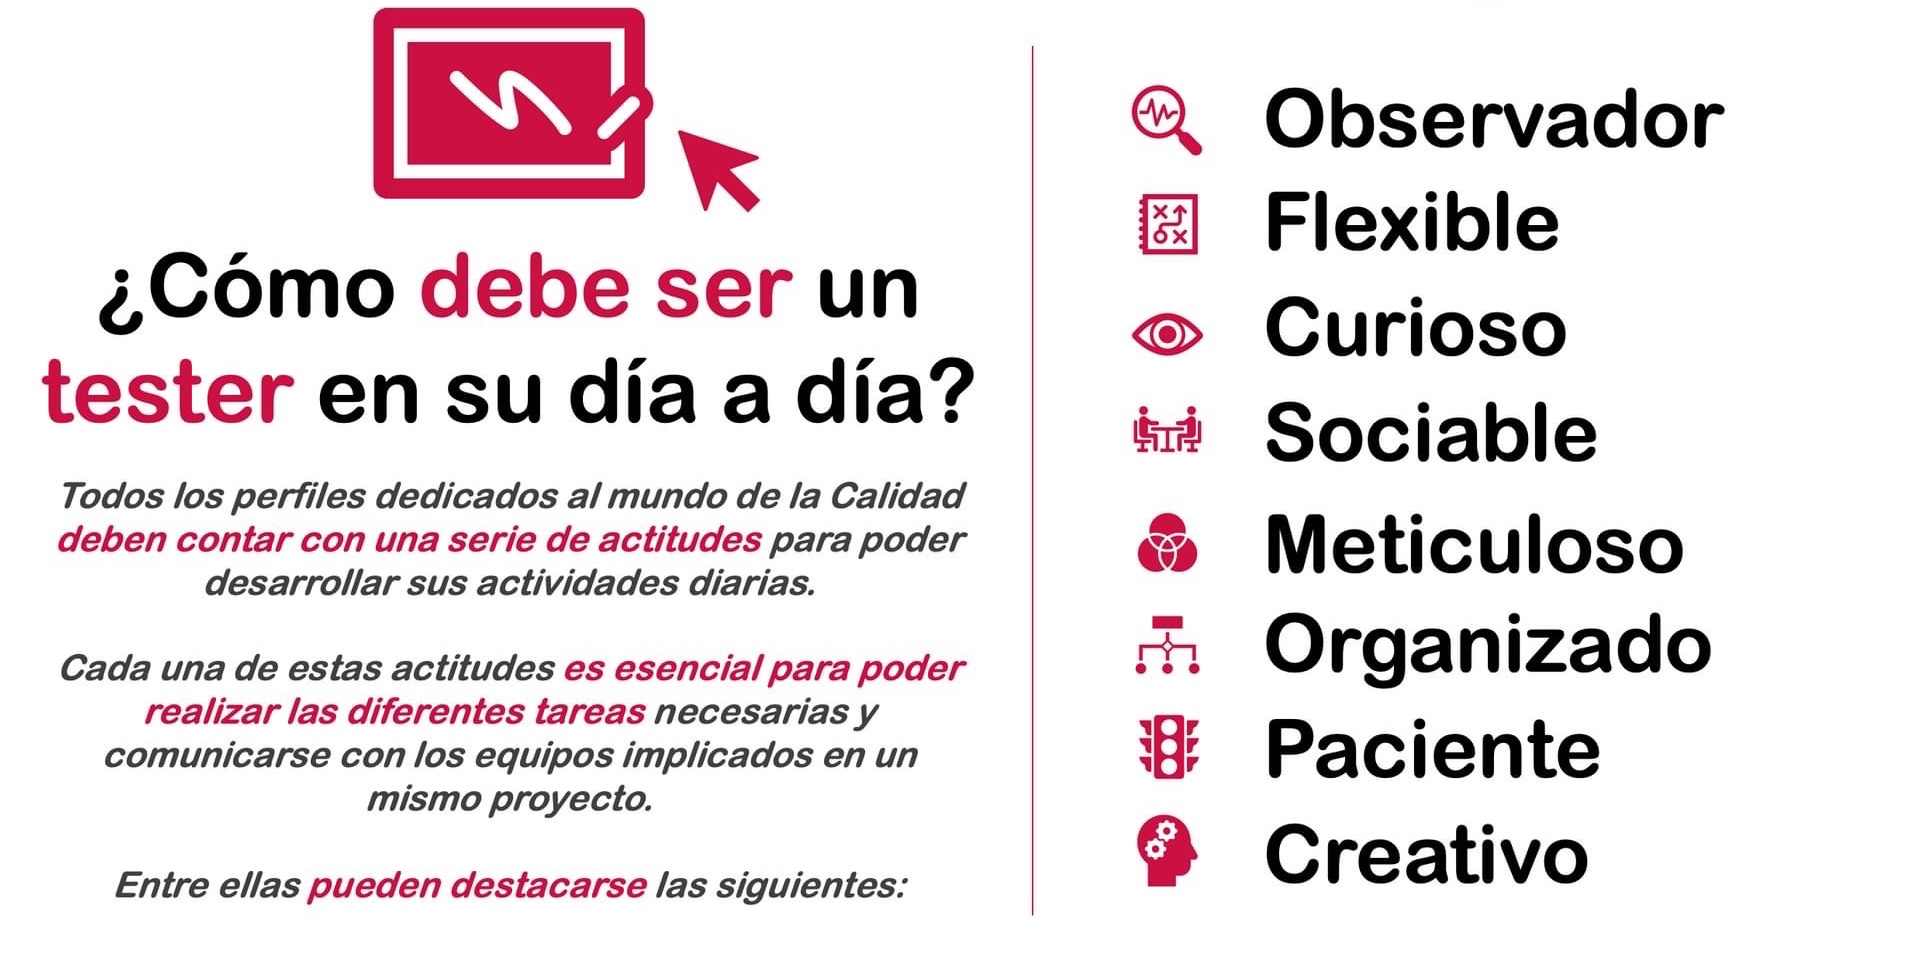 ¿Cómo debe ser un
tester en su día a día?
Todos los perfiles dedicados al mundo de la Calidad
deben contar con una serie de actitudes para poder
desarrollar sus actividades diarias.
Cada una de estas actitudes es esencial para poder
realizar las diferentes tareas necesarias y
comunicarse con los equipos implicados en un
mismo proyecto.
Entre ellas pueden destacarse las siguientes:
Observador
Flexible
Curioso
Sociable
Meticuloso
Organizado
Paciente
Creativo